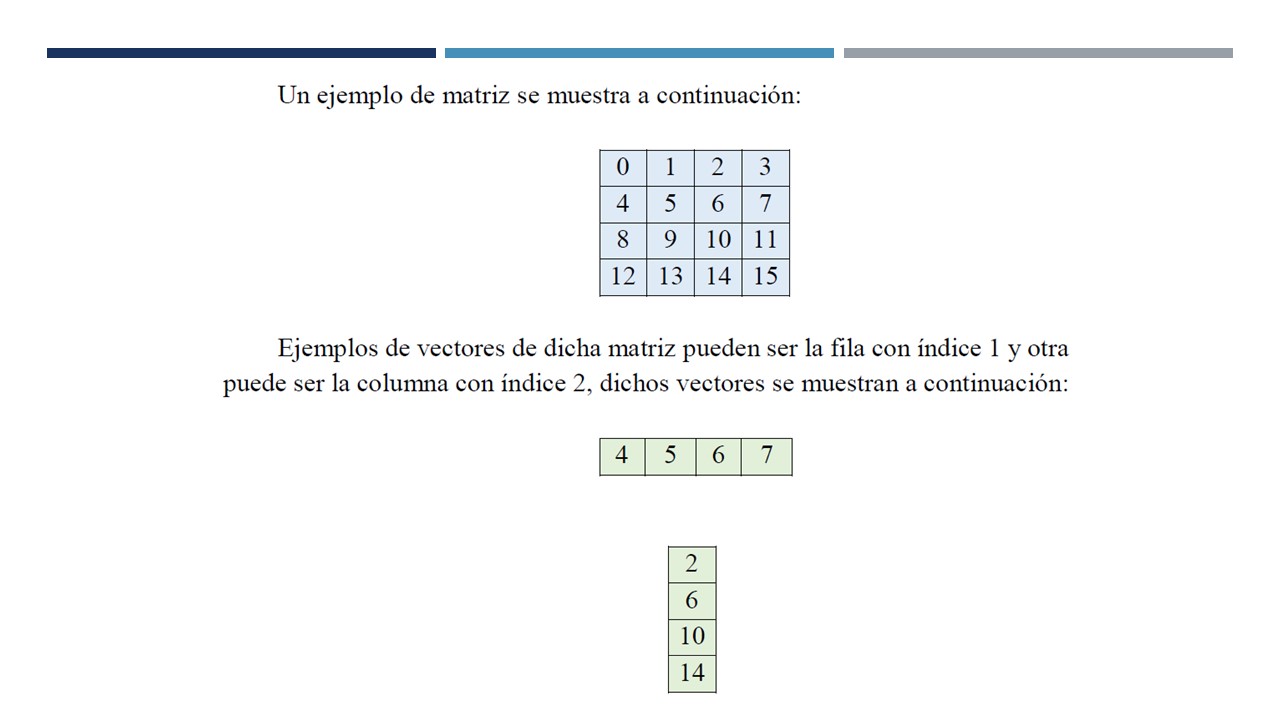 Un ejemplo de matriz se muestra a continuación:
0 1 2 3
4 5 6 7
8 9 10 11
12 13 14 15
Ejemplos de vectores de dicha matriz pueden ser la fila con índice 1 y otra
puede ser la columna con índice 2, dichos vectores se muestran a continuación:
4 5 6 7
2
6
10
14